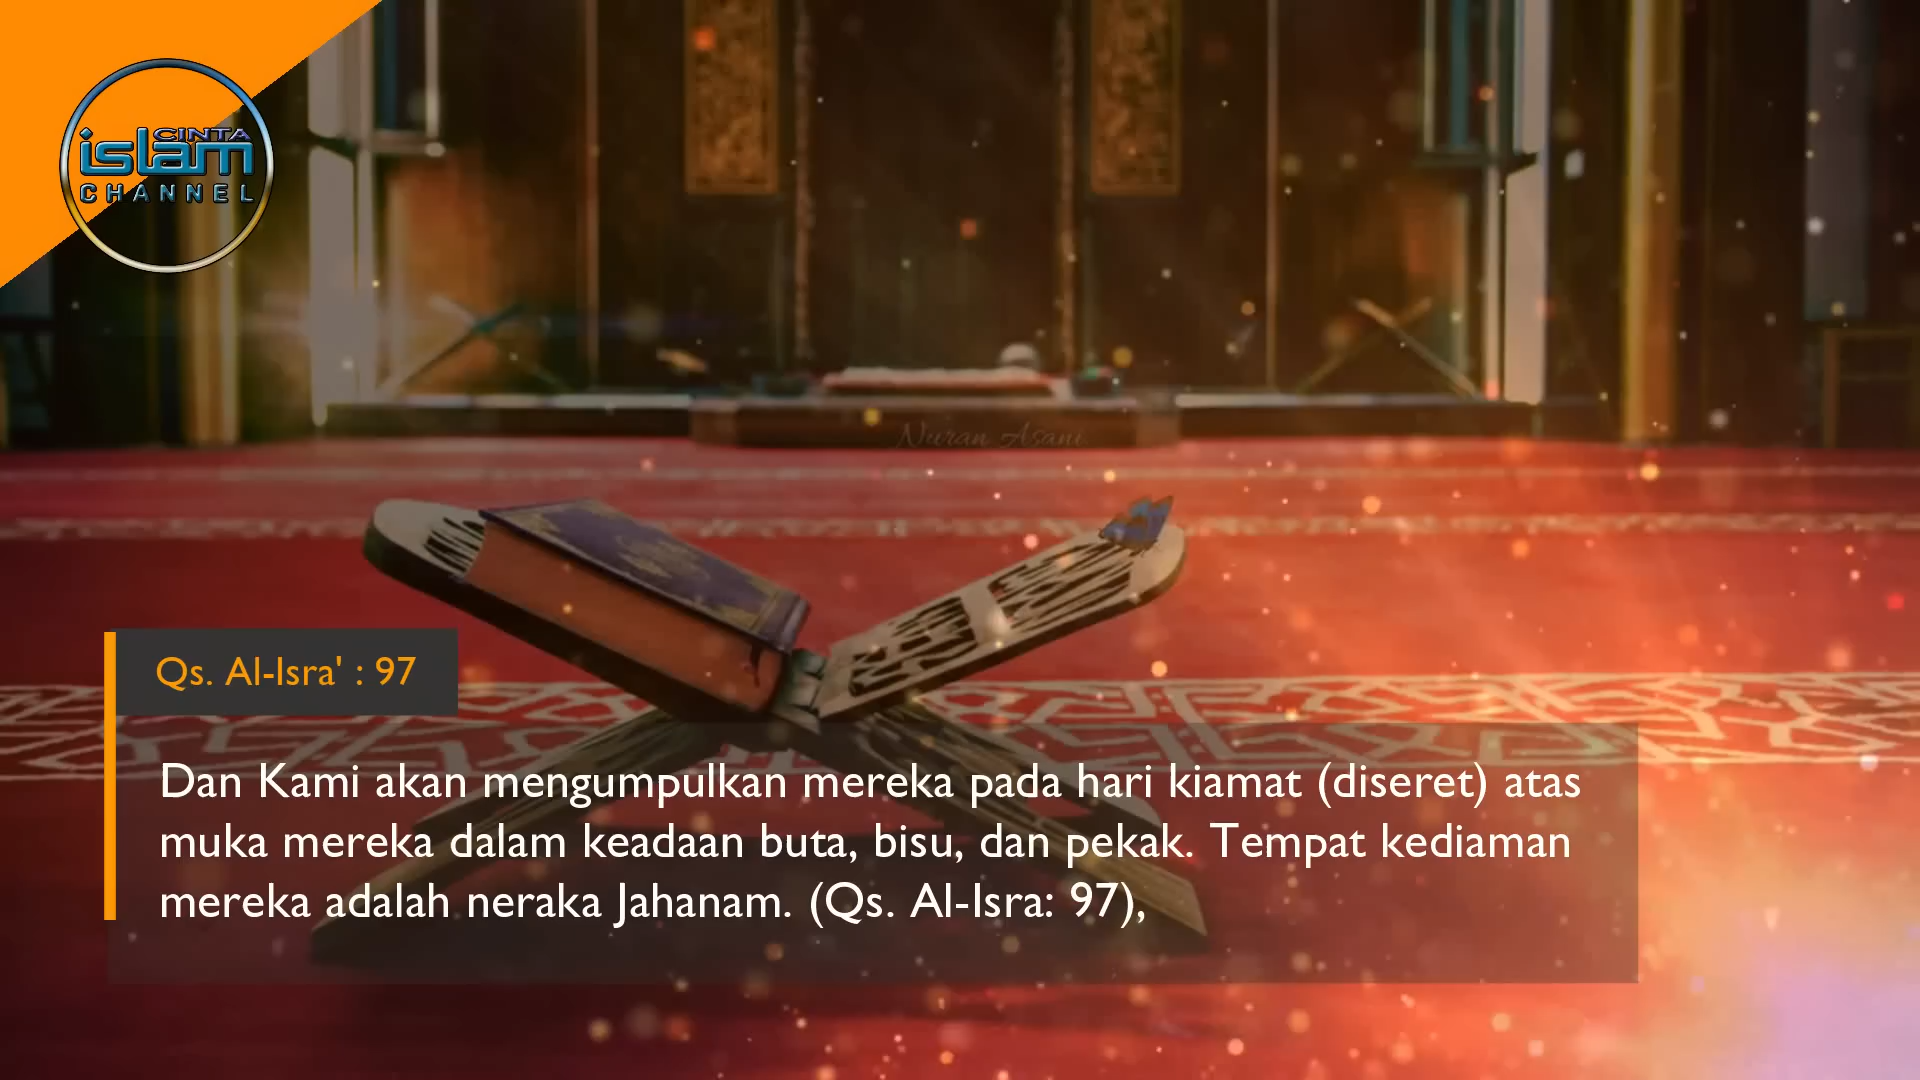 CINTA
islam
CHANNEL
Nuran Asani
Qs. Al-Isra' : 97
Dan Kami akan mengumpulkan mereka pada hari kiamat (diseret) atas
muka mereka dalam keadaan buta, bisu, dan pekak. Tempat kediaman
mereka adalah neraka Jahanam. (Qs. Al-Isra: 97),